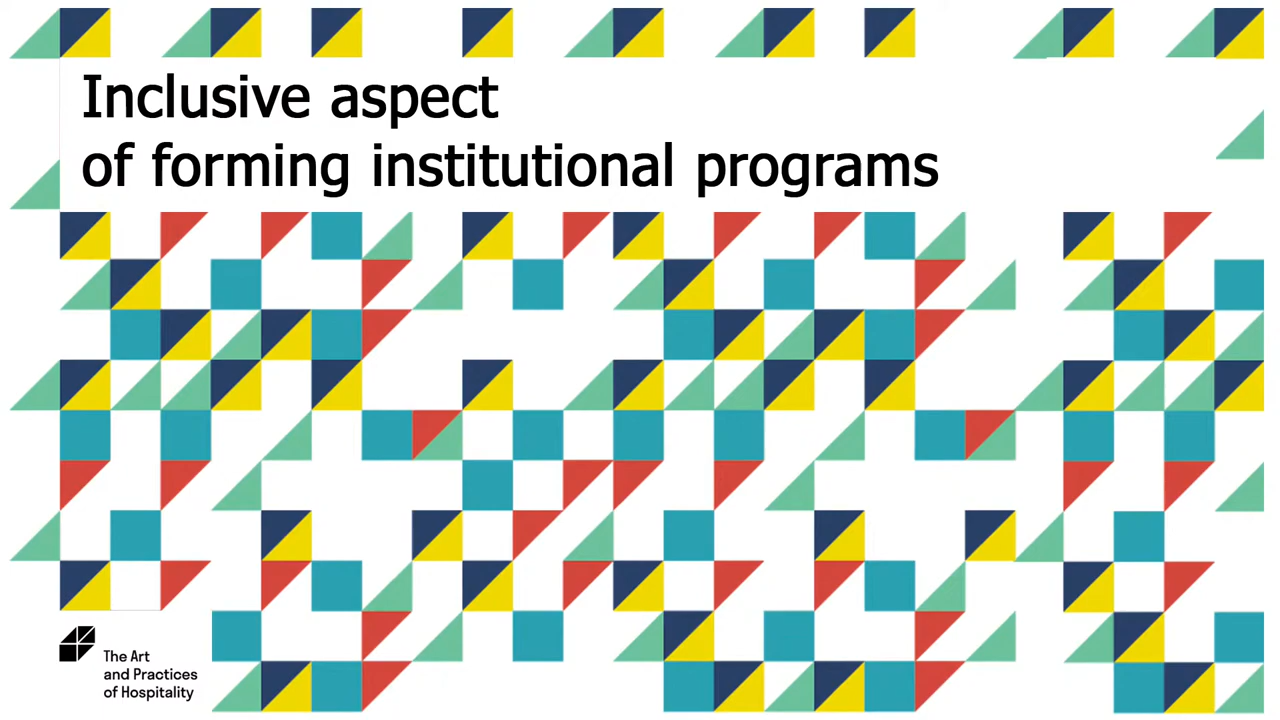 Inclusive aspect
of forming institutional programs
The Art
and Practices
of Hospitality